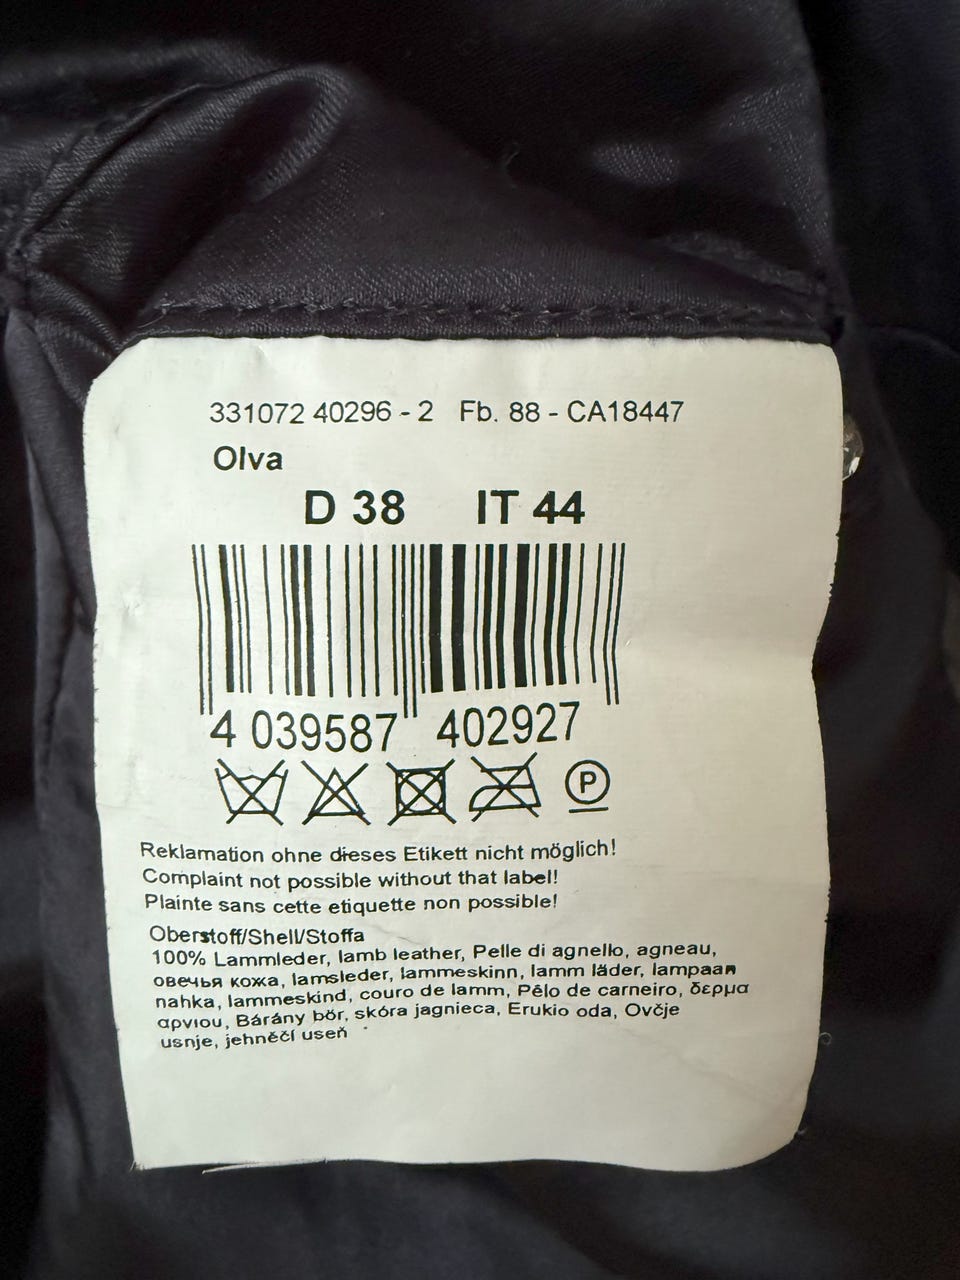 331072 40296 - 2 Fb. 88 - CA18447
Olva
D 38 IT 44
4 039587 402927
P
Reklamation ohne dieses Etikett nicht möglich!
Complaint not possible without that label!
Plainte sans cette etiquette non possible!
Oberstoff/Shell/Stoffa
100% Lammleder, lamb leather, Pelle di agnello, agneau,
овечья кожа, lamsleder, lammeskinn, lamm läder, lampaan
nahka, lammeskind, couro de lamm, Pêlo de carneiro, δερμα
αρνιου, Bárány bör, skóra jagnieca, Erukio oda, Ovčje
usnje, jehněčí useň